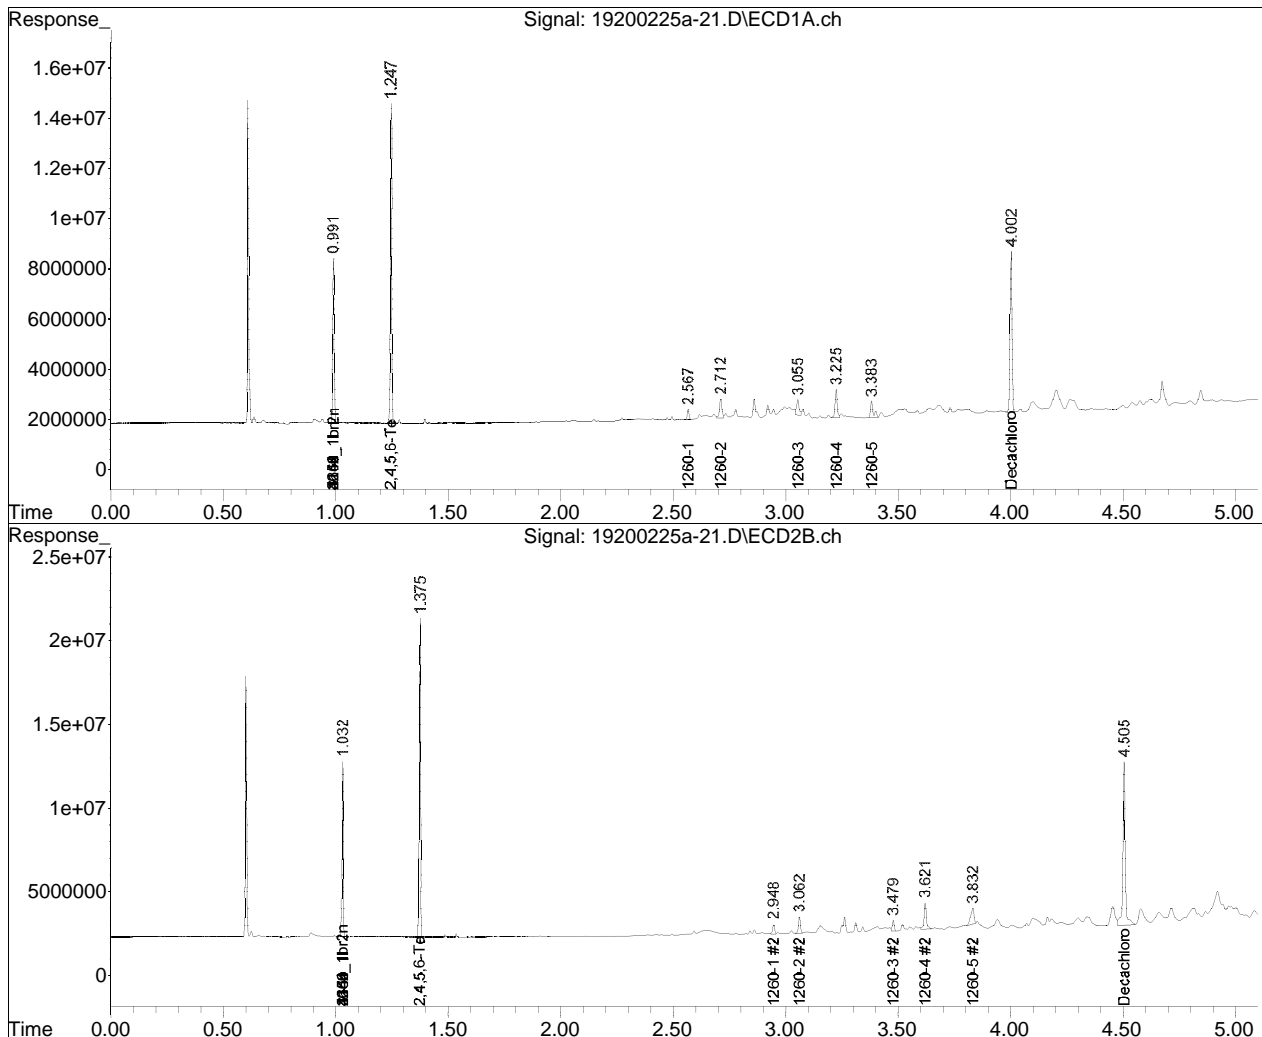 Response_
Signal: 19200225a-21.D\ECD1A.ch
1.6e+07
1.4e+07
1.2e+07
1e+07
8000000
6000000
4000000
2000000
0
0.991
1.247
2.567
2.712
3.055
3.225
3.383
4.002
1br2n
2,4,5,6-Te
1260-1
1260-2
1260-3
1260-4
1260-5
Decachloro
Time
0.00 0.50 1.00 1.50 2.00 2.50 3.00 3.50 4.00 4.50 5.00
Response_
Signal: 19200225a-21.D\ECD2B.ch
2.5e+07
2e+07
1.5e+07
1e+07
5000000
0
1.032
1.375
2.948
3.062
3.479
3.621
3.832
4.505
1br2n
2,4,5,6-Te
1260-1 #2
1260-2 #2
1260-3 #2
1260-4 #2
1260-5 #2
Decachloro
Time
0.00 0.50 1.00 1.50 2.00 2.50 3.00 3.50 4.00 4.50 5.00